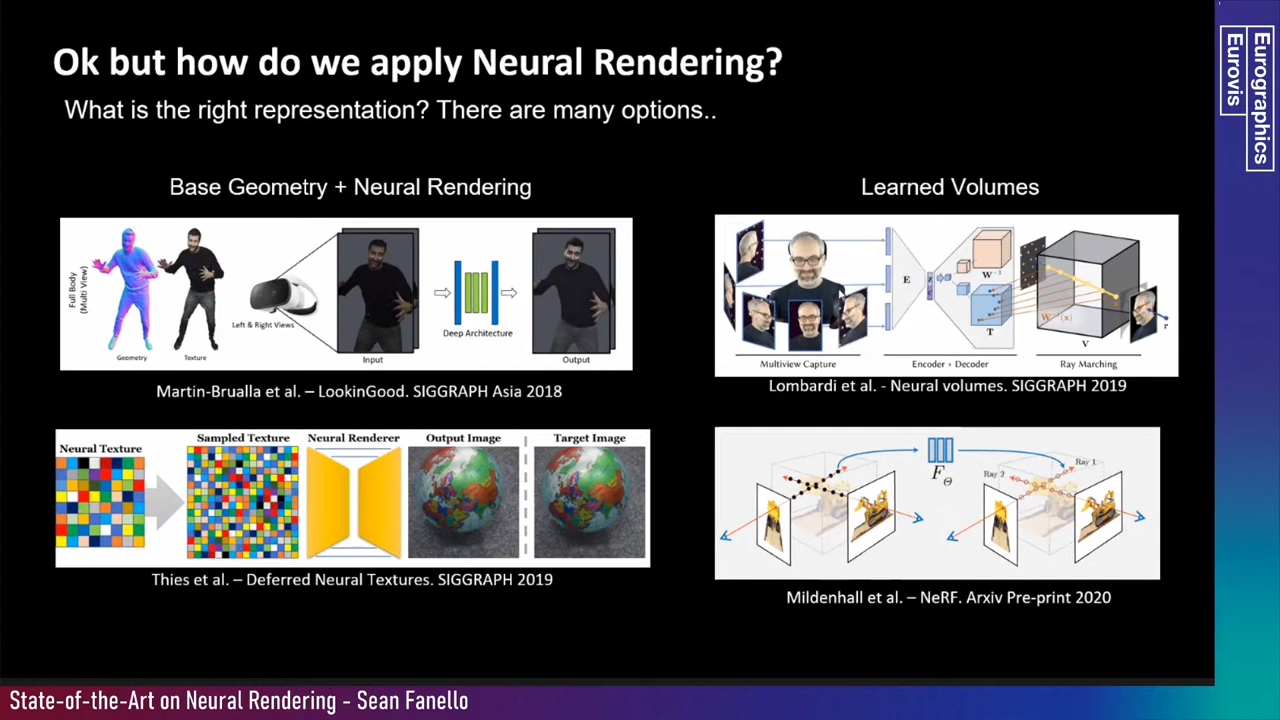 Ok but how do we apply Neural Rendering?
What is the right representation? There are many options..
Base Geometry + Neural Rendering
Full Body
(Multi View)
Geometry
Texture
Left & Right Views
Input
Deep Architecture
Output
Martin-Brualla et al. – LookinGood. SIGGRAPH Asia 2018
Neural Texture
Sampled Texture
Neural Renderer
Output Image
Target Image
Thies et al. – Deferred Neural Textures. SIGGRAPH 2019
Learned Volumes
E
z
W⁻¹
T
W⁻¹(x)
V
r
Multiview Capture
Encoder + Decoder
Ray Marching
Lombardi et al. - Neural volumes. SIGGRAPH 2019
F_Θ
Ray 1
Ray 2
Mildenhall et al. – NeRF. Arxiv Pre-print 2020
Eurographics
Eurovis
State-of-the-Art on Neural Rendering - Sean Fanello